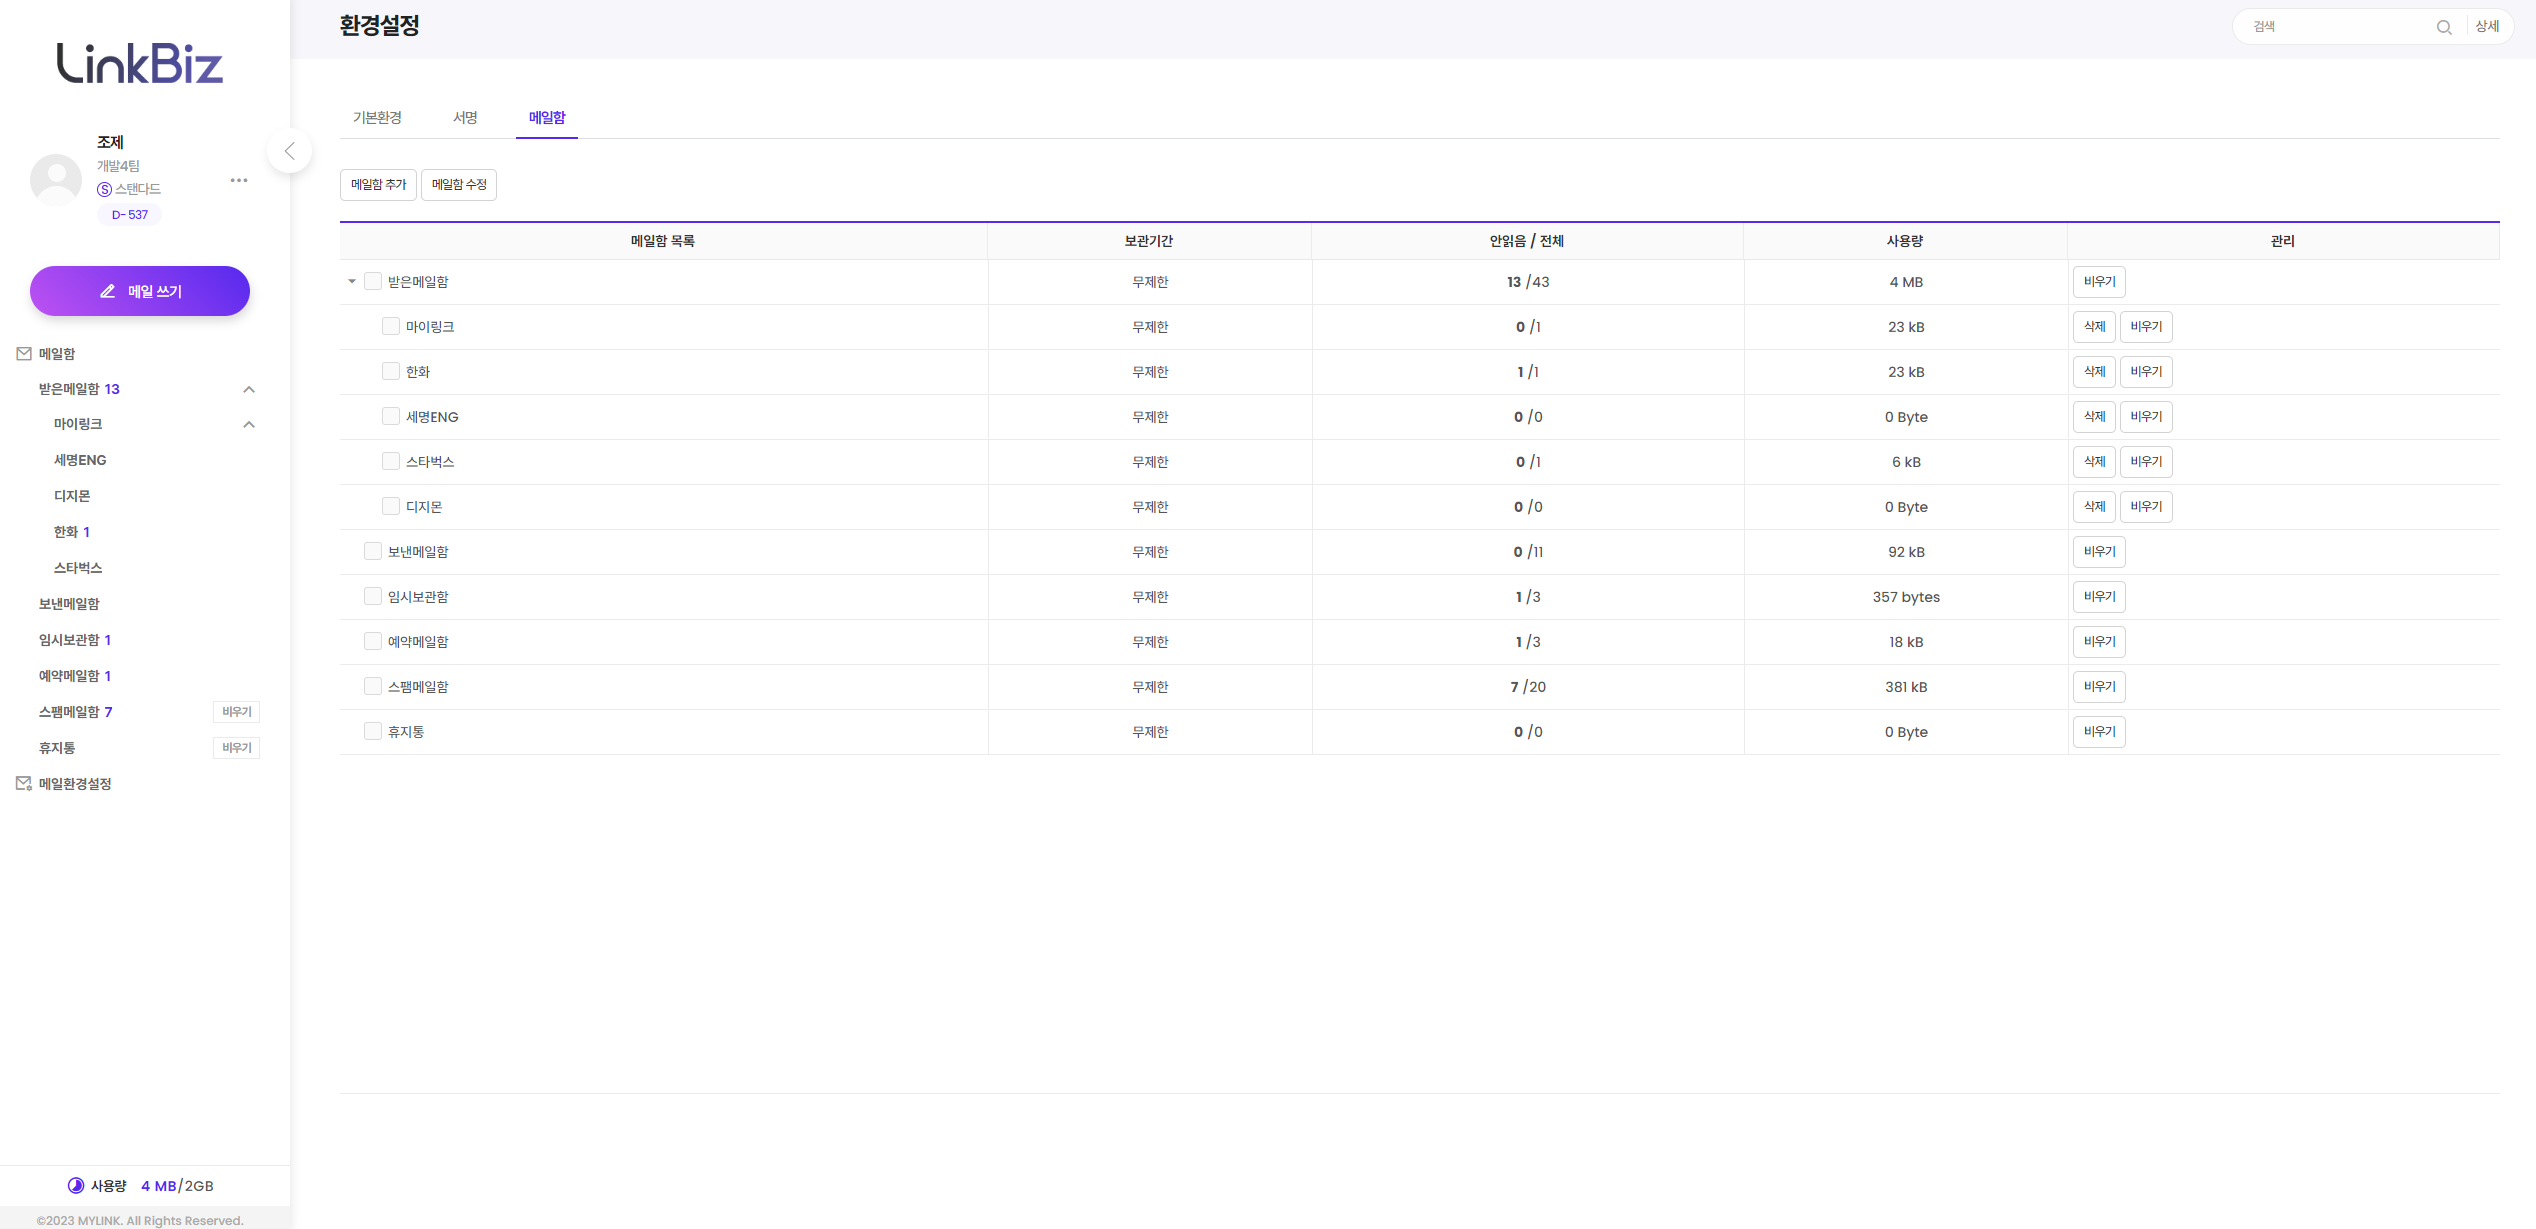 LinkBiz
조제
개발4팀
S 스탠다드
D- 537
메일 쓰기
메일함
받은메일함 13
마이링크
세명ENG
디지몬
한화 1
스타벅스
보낸메일함
임시보관함 1
예약메일함 1
스팸메일함 7 비우기
휴지통 비우기
메일환경설정
사용량 4 MB/2GB
©2023 MYLINK. All Rights Reserved.
환경설정
검색 상세
기본환경 서명 메일함
메일함 추가 메일함 수정
메일함 목록 보관기간 안읽음 / 전체 사용량 관리
받은메일함 무제한 13 /43 4 MB 비우기
마이링크 무제한 0 /1 23 kB 삭제 비우기
한화 무제한 1 /1 23 kB 삭제 비우기
세명ENG 무제한 0 /0 0 Byte 삭제 비우기
스타벅스 무제한 0 /1 6 kB 삭제 비우기
디지몬 무제한 0 /0 0 Byte 삭제 비우기
보낸메일함 무제한 0 /11 92 kB 비우기
임시보관함 무제한 1 /3 357 bytes 비우기
예약메일함 무제한 1 /3 18 kB 비우기
스팸메일함 무제한 7 /20 381 kB 비우기
휴지통 무제한 0 /0 0 Byte 비우기